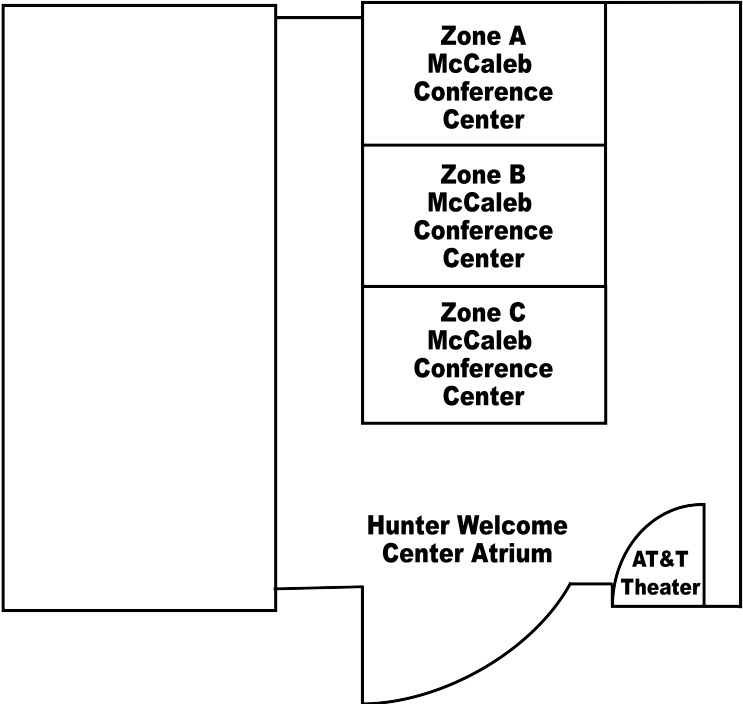 Zone A
McCaleb
Conference
Center
Zone B
McCaleb
Conference
Center
Zone C
McCaleb
Conference
Center
Hunter Welcome
Center Atrium
AT&T
Theater